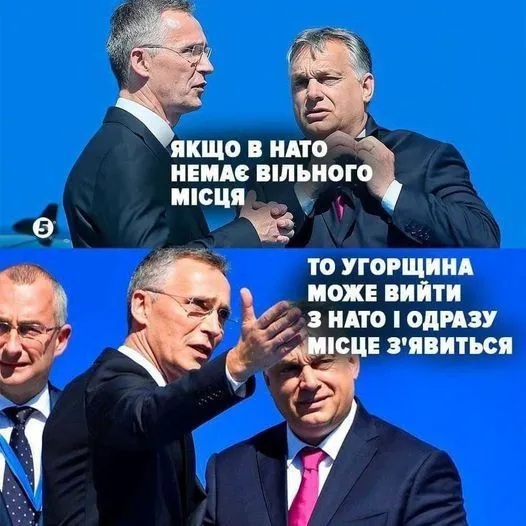 ЯКЩО В НАТО
НЕМАЄ ВІЛЬНОГО
МІСЦЯ
5
ТО УГОРЩИНА
МОЖЕ ВИЙТИ
З НАТО І ОДРАЗУ
МІСЦЕ З'ЯВИТЬСЯ